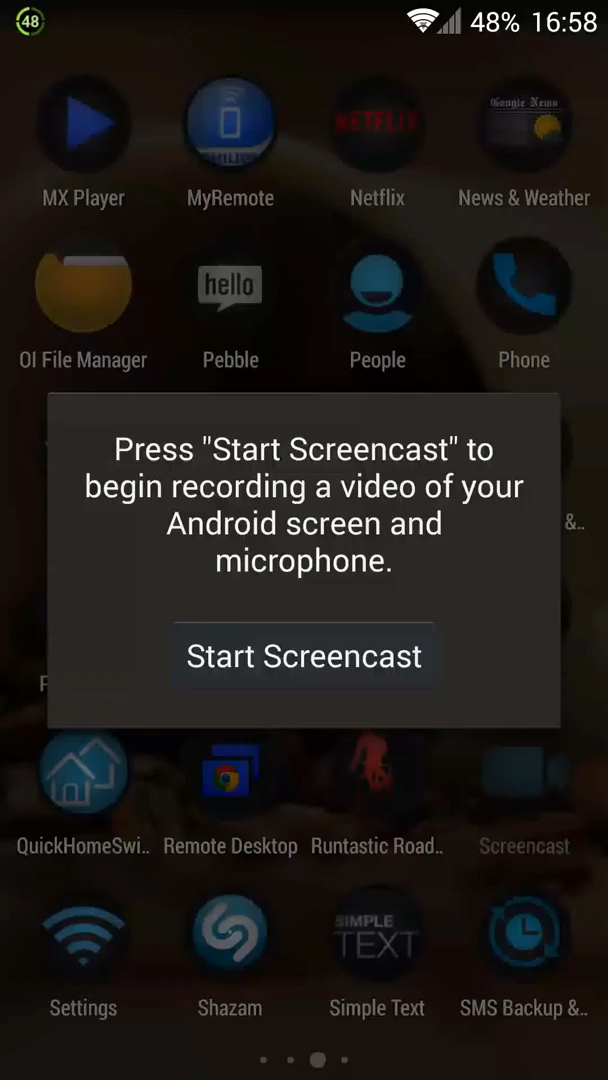 48
48% 16:58
Google News
NETFLIX
PHILIPS
MX Player MyRemote Netflix News & Weather
hello
OI File Manager Pebble People Phone
Press "Start Screencast" to
begin recording a video of your
Android screen and
microphone.
&..
Start Screencast
QuickHomeSwi.. Remote Desktop Runtastic Road.. Screencast
SIMPLE
TEXT
Settings Shazam Simple Text SMS Backup &..